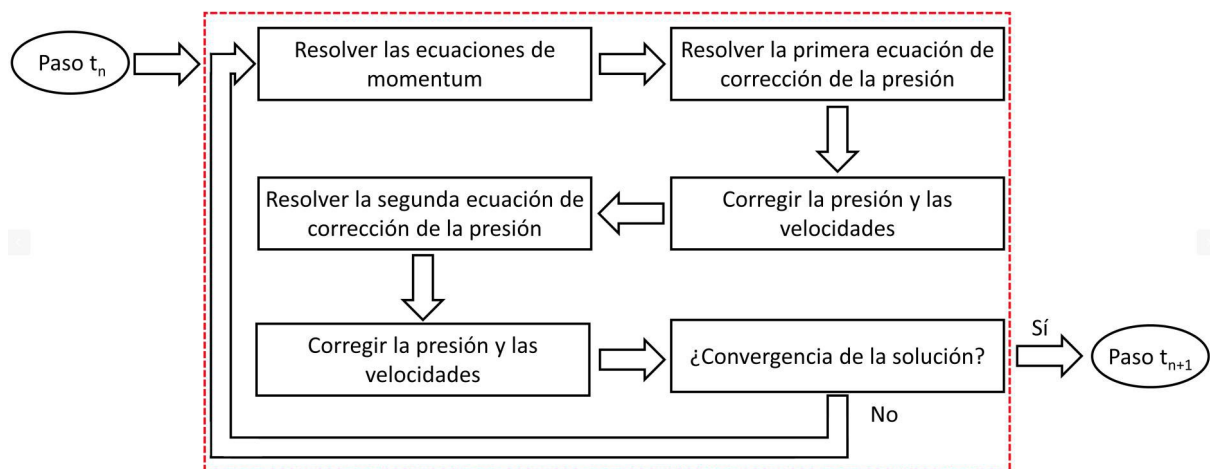 Paso tₙ
Resolver las ecuaciones de
momentum
Resolver la primera ecuación de
corrección de la presión
Corregir la presión y las
velocidades
Resolver la segunda ecuación de
corrección de la presión
Corregir la presión y las
velocidades
¿Convergencia de la solución?
Sí
Paso tₙ₊₁
No